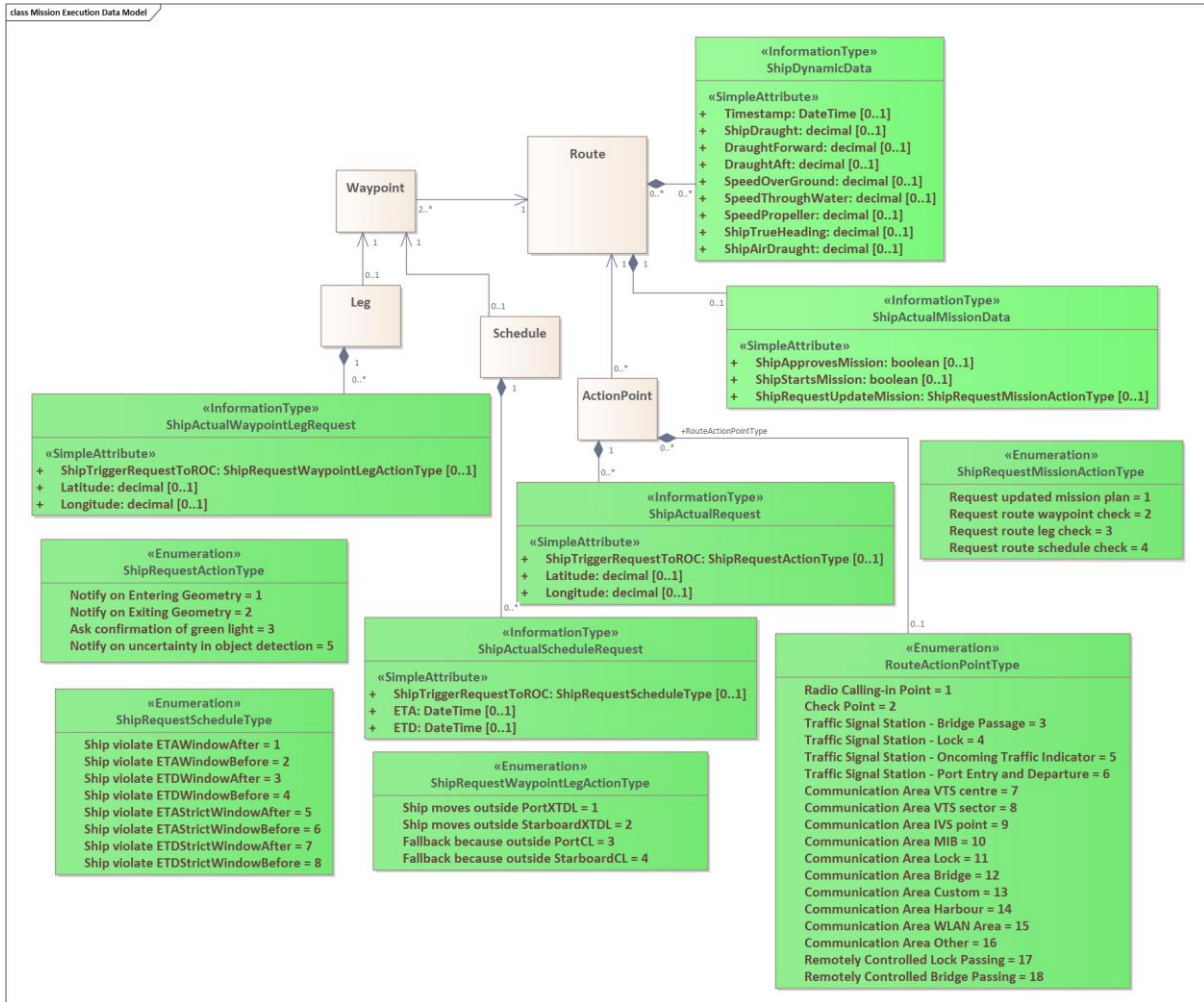 class Mission Execution Data Model
«InformationType»
ShipDynamicData
«SimpleAttribute»
+ Timestamp: DateTime [0..1]
+ ShipDraught: decimal [0..1]
+ DraughtForward: decimal [0..1]
+ DraughtAft: decimal [0..1]
+ SpeedOverGround: decimal [0..1]
+ SpeedThroughWater: decimal [0..1]
+ SpeedPropeller: decimal [0..1]
+ ShipTrueHeading: decimal [0..1]
+ ShipAirDraught: decimal [0..1]
Route
0..*
0..*
Waypoint
2..*
1
1
1
1
1
0..1
0..1
0..1
Leg
Schedule
«InformationType»
ShipActualMissionData
«SimpleAttribute»
+ ShipApprovesMission: boolean [0..1]
+ ShipStartsMission: boolean [0..1]
+ ShipRequestUpdateMission: ShipRequestMissionActionType [0..1]
1
0..*
1
ActionPoint
+RouteActionPointType
0..*
1
0..*
«InformationType»
ShipActualWaypointLegRequest
«SimpleAttribute»
+ ShipTriggerRequestToROC: ShipRequestWaypointLegActionType [0..1]
+ Latitude: decimal [0..1]
+ Longitude: decimal [0..1]
«Enumeration»
ShipRequestMissionActionType
Request updated mission plan = 1
Request route waypoint check = 2
Request route leg check = 3
Request route schedule check = 4
«InformationType»
ShipActualRequest
«SimpleAttribute»
+ ShipTriggerRequestToROC: ShipRequestActionType [0..1]
+ Latitude: decimal [0..1]
+ Longitude: decimal [0..1]
«Enumeration»
ShipRequestActionType
Notify on Entering Geometry = 1
Notify on Exiting Geometry = 2
Ask confirmation of green light = 3
Notify on uncertainty in object detection = 5
0..*
0..1
«InformationType»
ShipActualScheduleRequest
«SimpleAttribute»
+ ShipTriggerRequestToROC: ShipRequestScheduleType [0..1]
+ ETA: DateTime [0..1]
+ ETD: DateTime [0..1]
«Enumeration»
RouteActionPointType
Radio Calling-in Point = 1
Check Point = 2
Traffic Signal Station - Bridge Passage = 3
Traffic Signal Station - Lock = 4
Traffic Signal Station - Oncoming Traffic Indicator = 5
Traffic Signal Station - Port Entry and Departure = 6
Communication Area VTS centre = 7
Communication Area VTS sector = 8
Communication Area IVS point = 9
Communication Area MIB = 10
Communication Area Lock = 11
Communication Area Bridge = 12
Communication Area Custom = 13
Communication Area Harbour = 14
Communication Area WLAN Area = 15
Communication Area Other = 16
Remotely Controlled Lock Passing = 17
Remotely Controlled Bridge Passing = 18
«Enumeration»
ShipRequestScheduleType
Ship violate ETAWindowAfter = 1
Ship violate ETAWindowBefore = 2
Ship violate ETDWindowAfter = 3
Ship violate ETDWindowBefore = 4
Ship violate ETAStrictWindowAfter = 5
Ship violate ETAStrictWindowBefore = 6
Ship violate ETDStrictWindowAfter = 7
Ship violate ETDStrictWindowBefore = 8
«Enumeration»
ShipRequestWaypointLegActionType
Ship moves outside PortXTDL = 1
Ship moves outside StarboardXTDL = 2
Fallback because outside PortCL = 3
Fallback because outside StarboardCL = 4